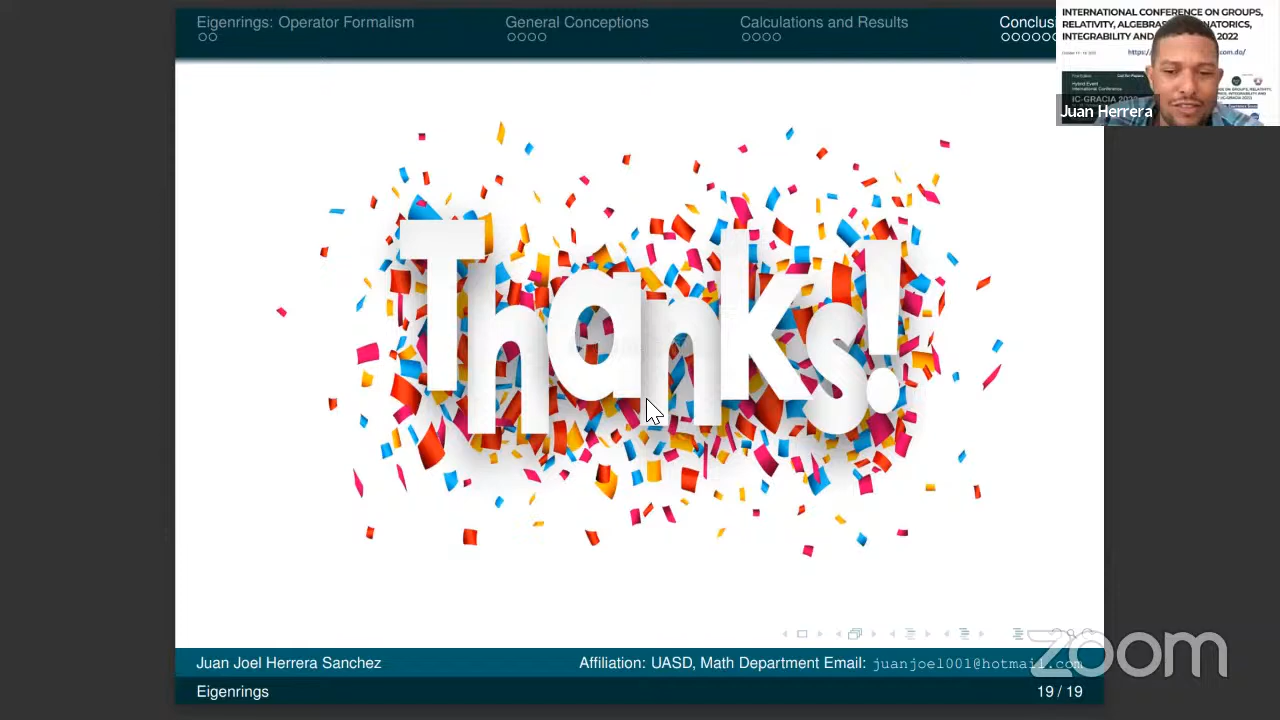 Eigenrings: Operator Formalism
General Conceptions
Calculations and Results
Conclus
INTERNATIONAL CONFERENCE ON GROUPS,
RELATIVITY, ALGEBRAS
INTEGRABILITY AND
2022
Juan Herrera
Thanks!
Juan Joel Herrera Sanchez
Affiliation: UASD, Math Department Email: juanjoel001@hotmail.com
Eigenrings
19 / 19
zoom